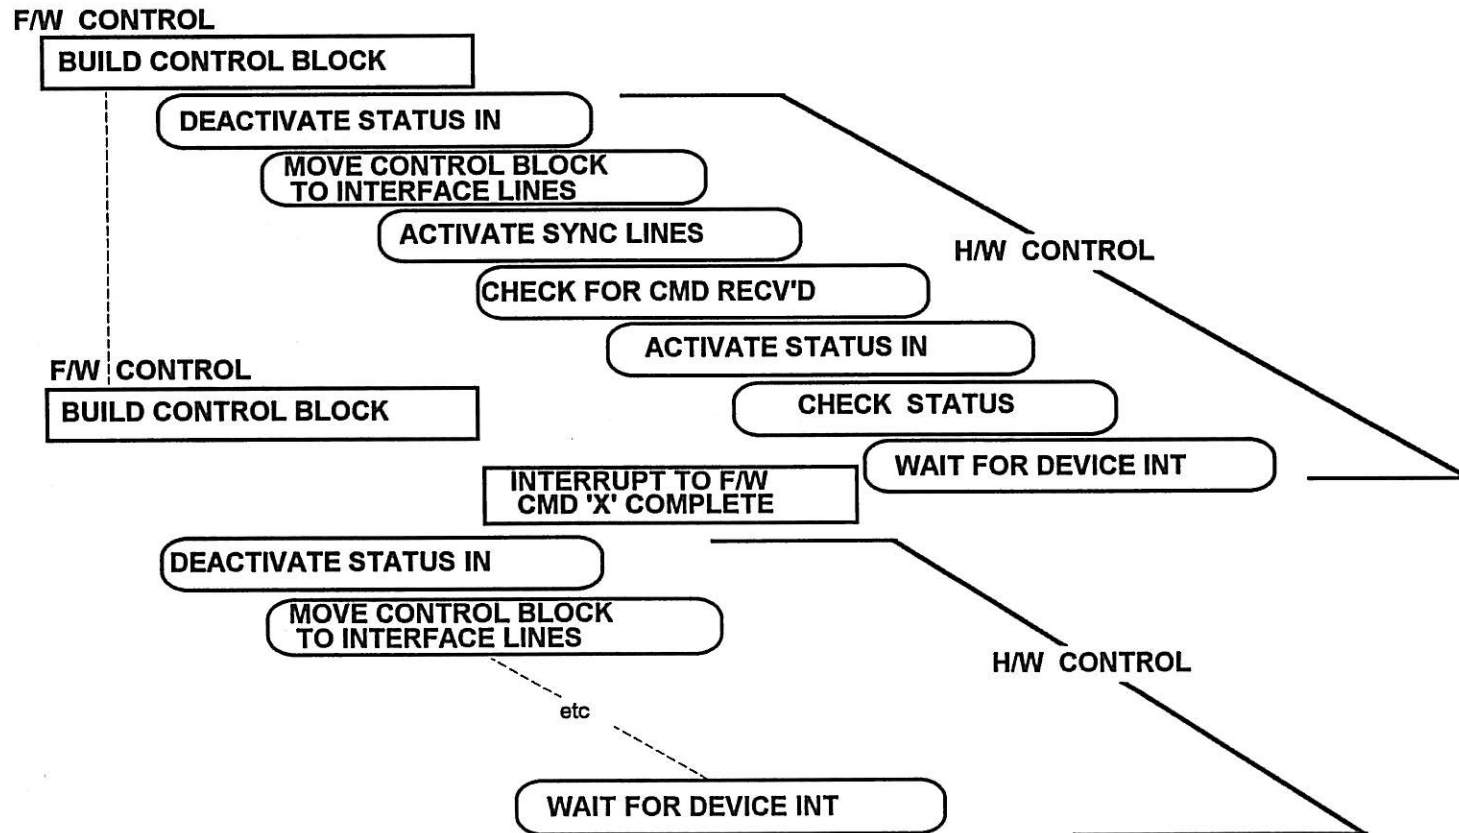 F/W CONTROL
BUILD CONTROL BLOCK
DEACTIVATE STATUS IN
MOVE CONTROL BLOCK
TO INTERFACE LINES
ACTIVATE SYNC LINES
H/W CONTROL
CHECK FOR CMD RECV'D
ACTIVATE STATUS IN
F/W CONTROL
BUILD CONTROL BLOCK
CHECK STATUS
WAIT FOR DEVICE INT
INTERRUPT TO F/W
CMD 'X' COMPLETE
DEACTIVATE STATUS IN
MOVE CONTROL BLOCK
TO INTERFACE LINES
H/W CONTROL
etc
WAIT FOR DEVICE INT